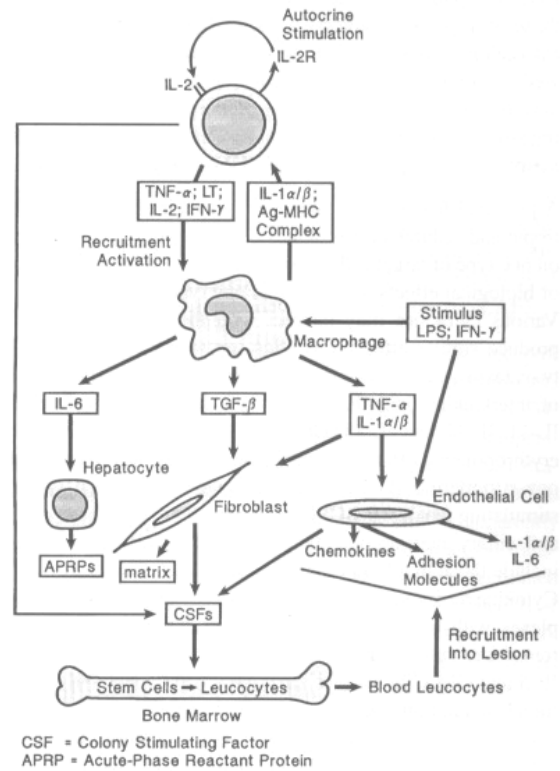 Autocrine
Stimulation
IL-2R
IL-2
TNF-α; LT;
IL-2; IFN-γ
IL-1α/β;
Ag-MHC
Complex
Recruitment
Activation
Macrophage
Stimulus
LPS; IFN-γ
IL-6
TGF-β
TNF-α
IL-1α/β
Hepatocyte
Fibroblast
Endothelial Cell
APRPs
matrix
Chemokines
Adhesion
Molecules
IL-1α/β
IL-6
CSFs
Recruitment
Into Lesion
Stem Cells → Leucocytes
Blood Leucocytes
Bone Marrow
CSF = Colony Stimulating Factor
APRP = Acute-Phase Reactant Protein